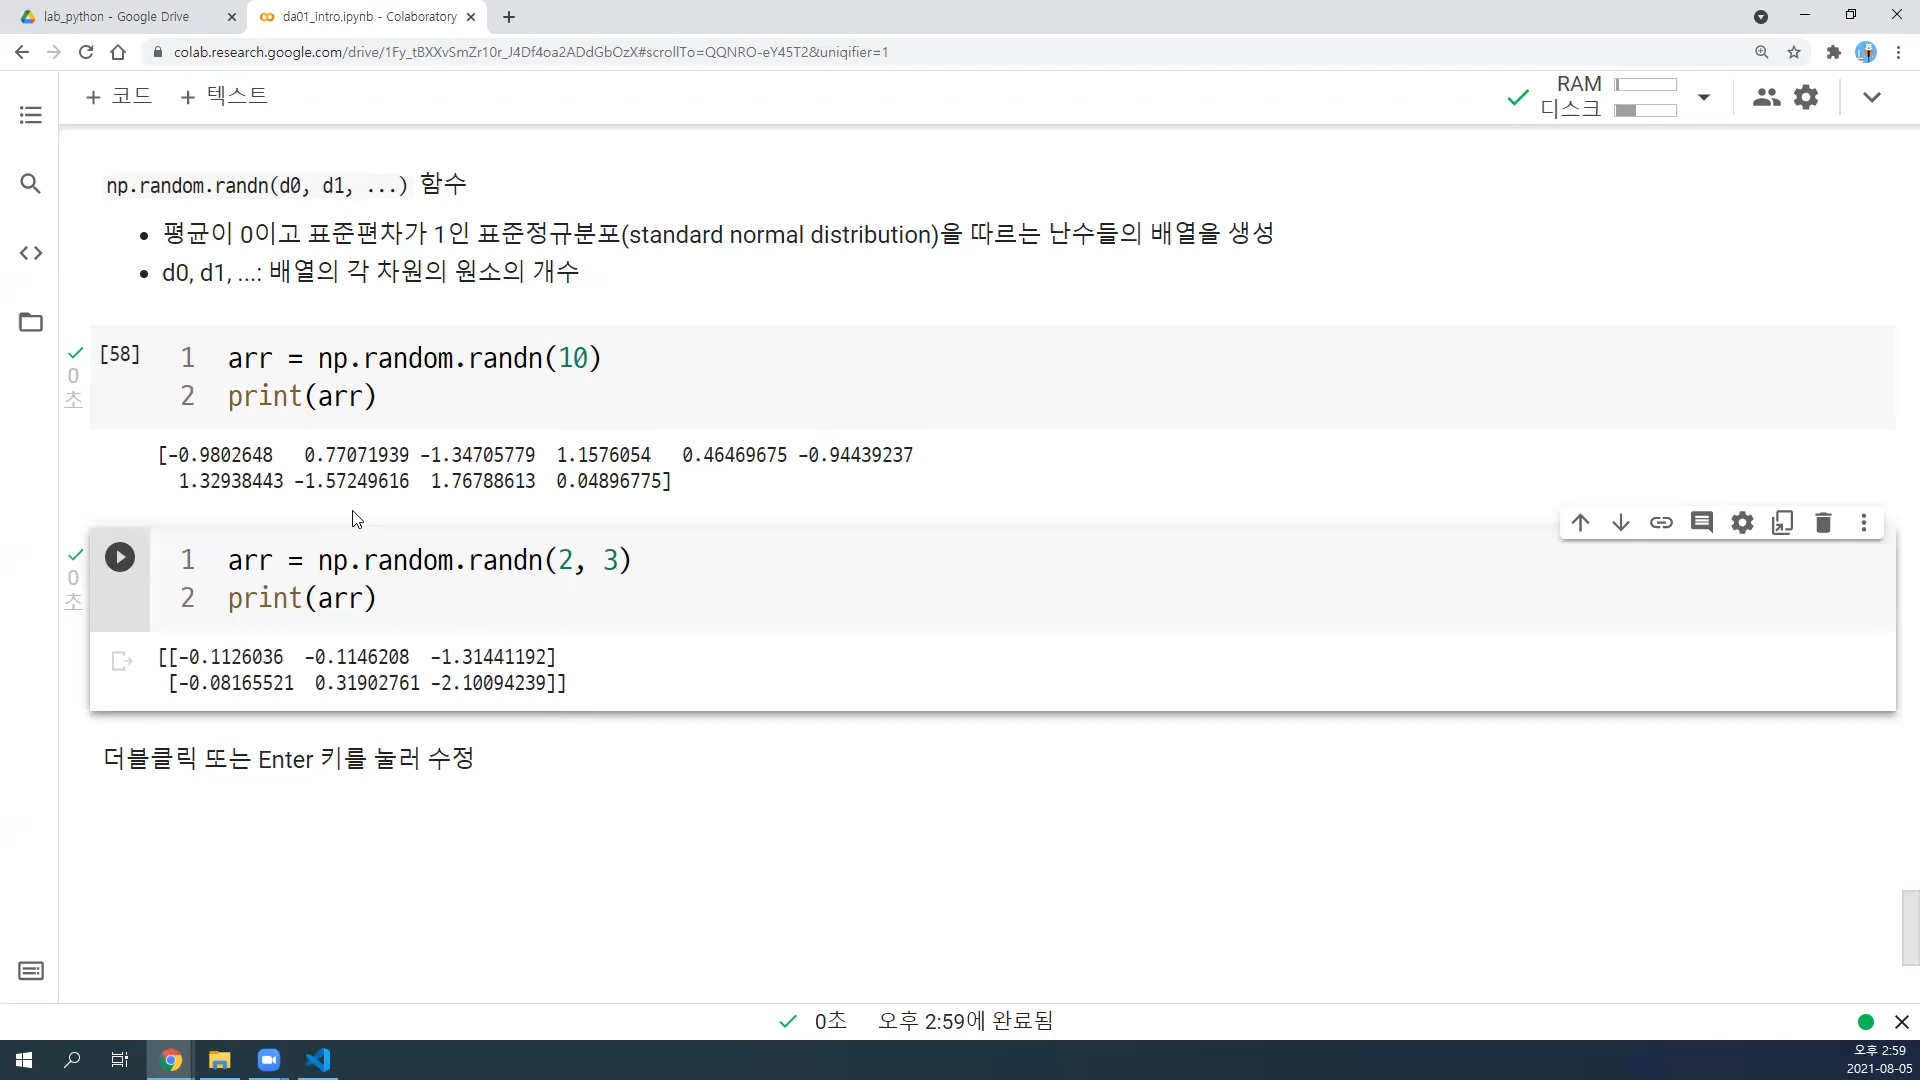 lab_python - Google Drive
da01_intro.ipynb - Colaboratory
colab.research.google.com/drive/1Fy_tBXXvSmZr10r_J4Df4oa2ADdGbOzX#scrollTo=QQNRO-eY45T2&uniqifier=1
+ 코드 + 텍스트
RAM
디스크
np.random.randn(d0, d1, ...) 함수
• 평균이 0이고 표준편차가 1인 표준정규분포(standard normal distribution)을 따르는 난수들의 배열을 생성
• d0, d1, ...: 배열의 각 차원의 원소의 개수
[58]
0
초
1 arr = np.random.randn(10)
2 print(arr)
[-0.9802648 0.77071939 -1.34705779 1.1576054 0.46469675 -0.94439237
1.32938443 -1.57249616 1.76788613 0.04896775]
0
초
1 arr = np.random.randn(2, 3)
2 print(arr)
[[-0.1126036 -0.1146208 -1.31441192]
[-0.08165521 0.31902761 -2.10094239]]
더블클릭 또는 Enter 키를 눌러 수정
0초 오후 2:59에 완료됨
오후 2:59
2021-08-05